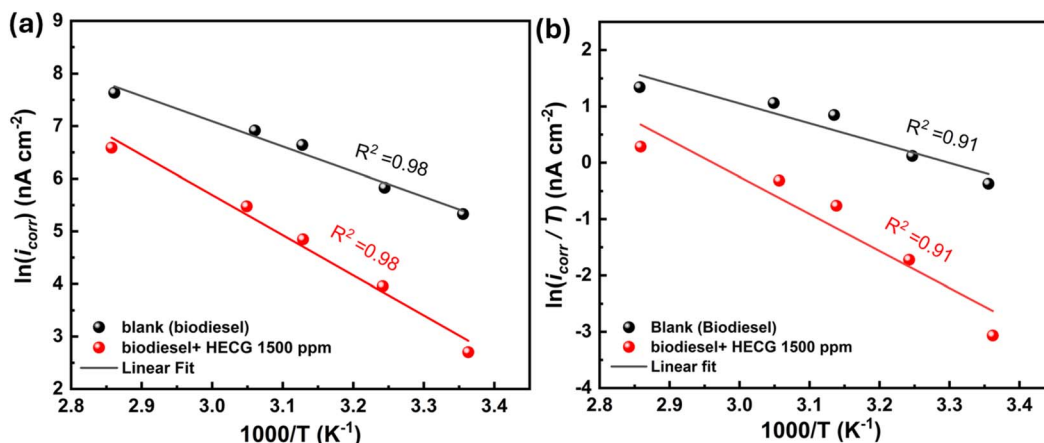 (a)
9
8
7
6
5
4
3
2
ln(i_corr) (nA cm⁻²)
R² =0.98
R² =0.98
blank (biodiesel)
biodiesel+ HECG 1500 ppm
Linear Fit
2.8 2.9 3.0 3.1 3.2 3.3 3.4
1000/T (K⁻¹)
(b)
2
1
0
-1
-2
-3
-4
ln(i_corr / T) (nA cm⁻²)
R² =0.91
R² =0.91
Blank (Biodiesel)
biodiesel+ HECG 1500 ppm
Linear fit
2.8 2.9 3.0 3.1 3.2 3.3 3.4
1000/T (K⁻¹)